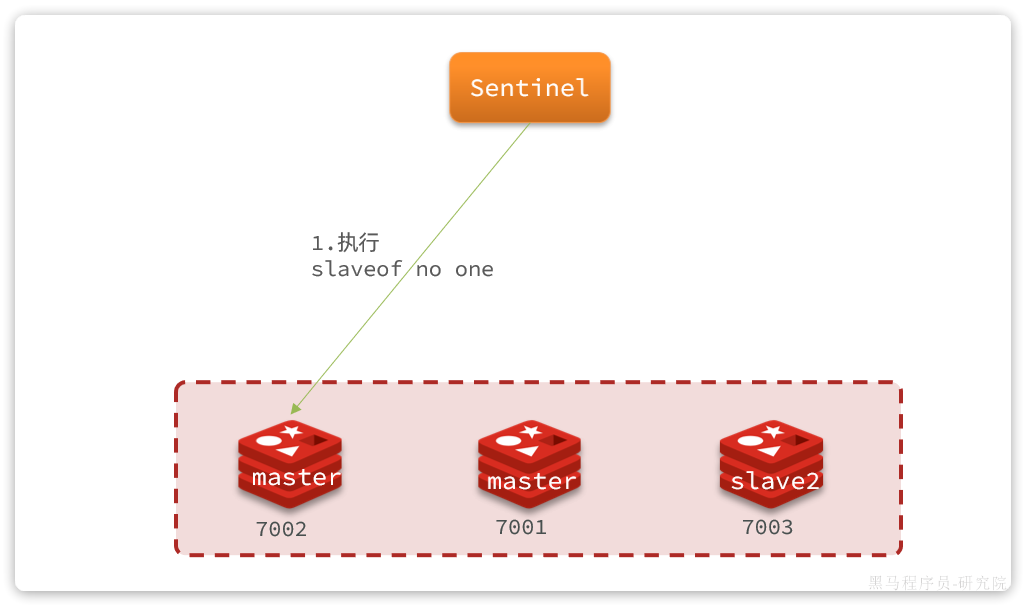 Sentinel
1.执行
slaveof no one
master
master
slave2
7002
7001
7003
黑马程序员-研究院